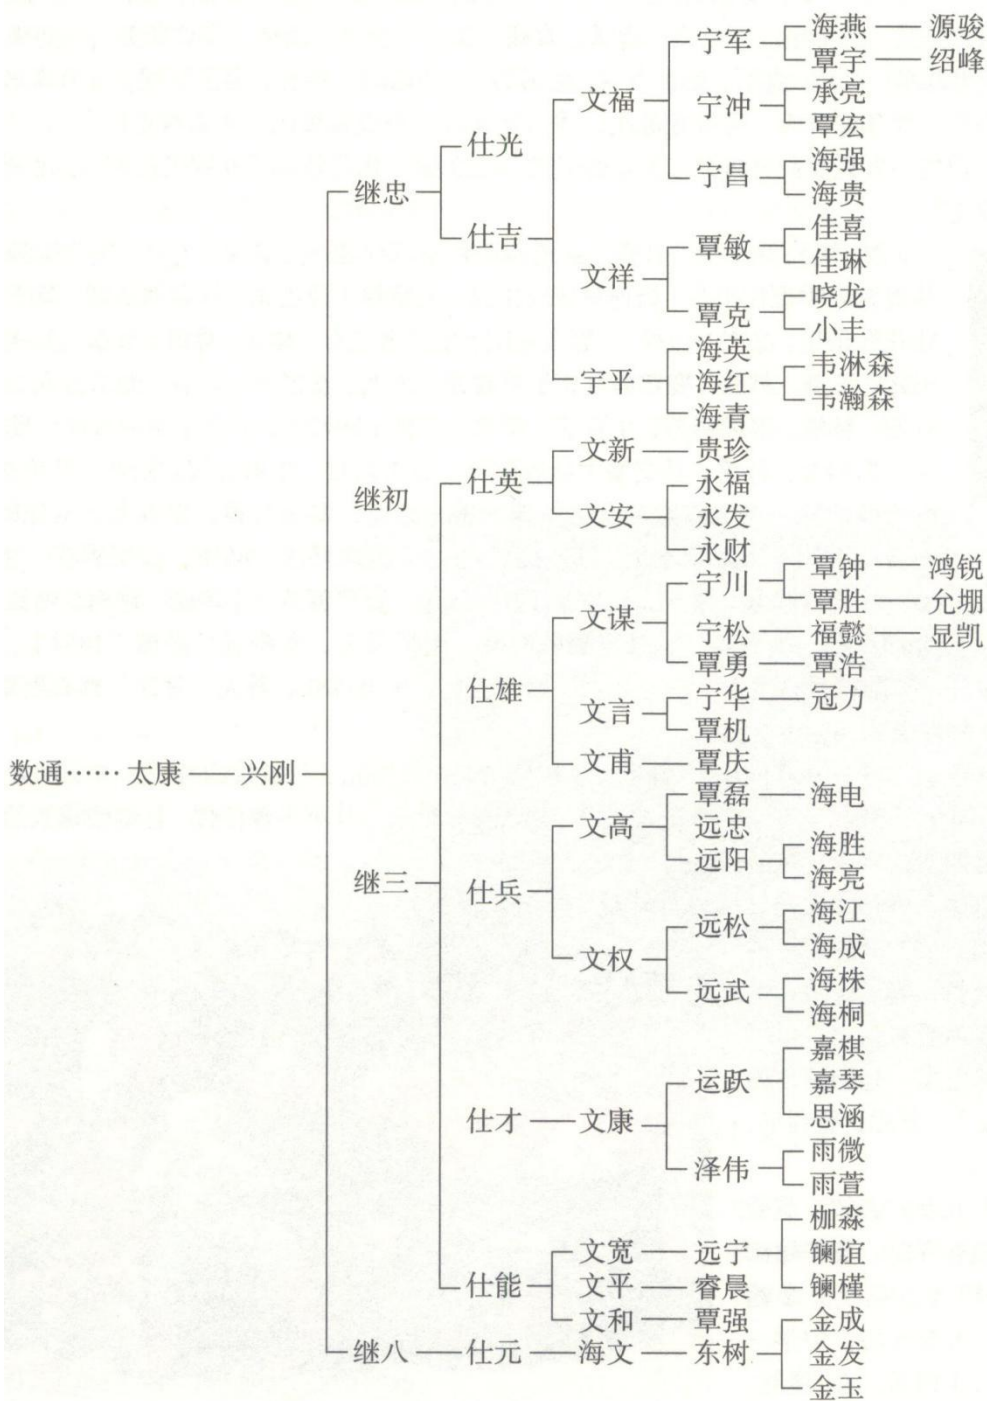 海燕 源骏
宁军
覃宇 绍峰
承亮
文福 宁冲
覃宏
仕光
海强
宁昌
继忠
海贵
佳喜
仕吉 覃敏
佳琳
文祥
晓龙
覃克
小丰
海英
韦淋森
宇平 海红
韦瀚森
海青
文新 贵珍
仕英
永福
继初
文安 永发
永财
覃钟 鸿锐
宁川
覃胜 允堋
文谋 宁松 福懿 显凯
覃勇 覃浩
仕雄
宁华 冠力
文言
覃机
文甫 覃庆
数通…… 太康 兴刚
覃磊 海电
文高 远忠
海胜
远阳
海亮
继三
仕兵
海江
远松
海成
文权
海株
远武
海桐
嘉棋
运跃 嘉琴
思涵
仕才 文康
雨微
泽伟
雨萱
枷淼
文宽 远宁 镧谊
仕能 文平 睿晨 镧槿
文和 覃强 金成
继八 仕元 海文 东树 金发
金玉